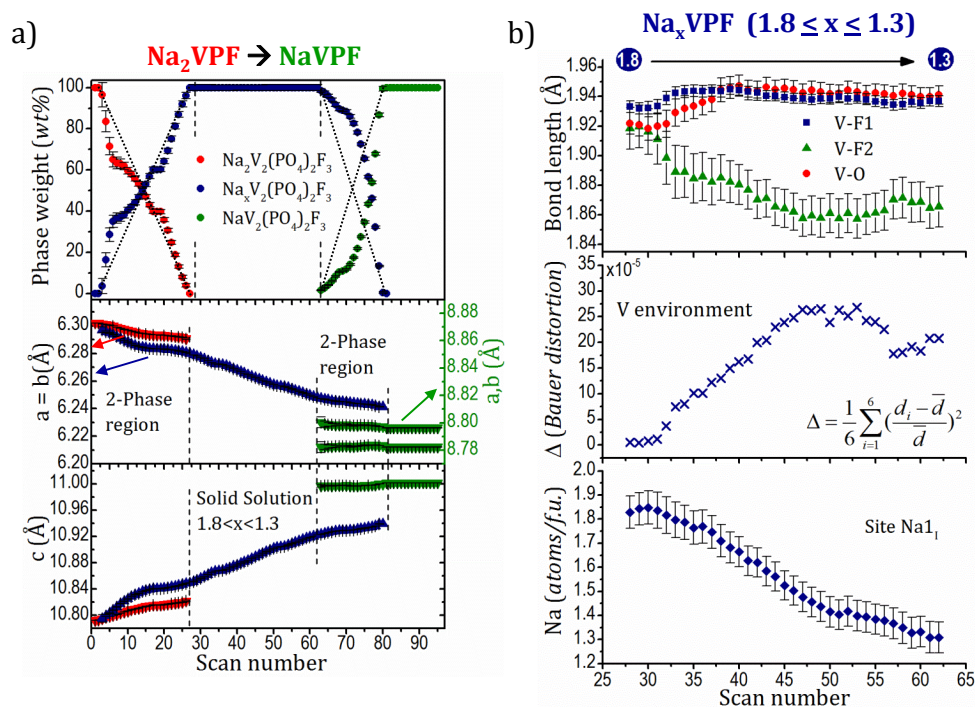 a)
Na₂VPF → NaVPF
Phase weight (wt%)
100
80
60
40
20
0
Na₂V₂(PO₄)₂F₃
NaₓV₂(PO₄)₂F₃
NaV₂(PO₄)₂F₃
a = b(Å)
6.30
6.28
6.26
6.24
6.22
6.20
2-Phase
region
2-Phase
region
8.88
8.86
8.84
8.82
8.80
8.78
a,b (Å)
c (Å)
11.00
10.96
10.92
10.88
10.84
10.80
Solid Solution
1.8<x<1.3
0 10 20 30 40 50 60 70 80 90
Scan number
b)
NaₓVPF (1.8 ≤ x ≤ 1.3)
1.8
1.3
Bond length(Å)
1.96
1.94
1.92
1.90
1.88
1.86
1.84
V-F1
V-F2
V-O
Δ (Bauer distortion)
x10⁻⁵
30
25
20
15
10
5
0
V environment
Δ = 1/6 ∑ᵢ₌₁⁶ (dᵢ − d̄ / d̄)²
Na (atoms/f.u.)
2.0
1.9
1.8
1.7
1.6
1.5
1.4
1.3
1.2
Site Na1_I
25 30 35 40 45 50 55 60 65
Scan number